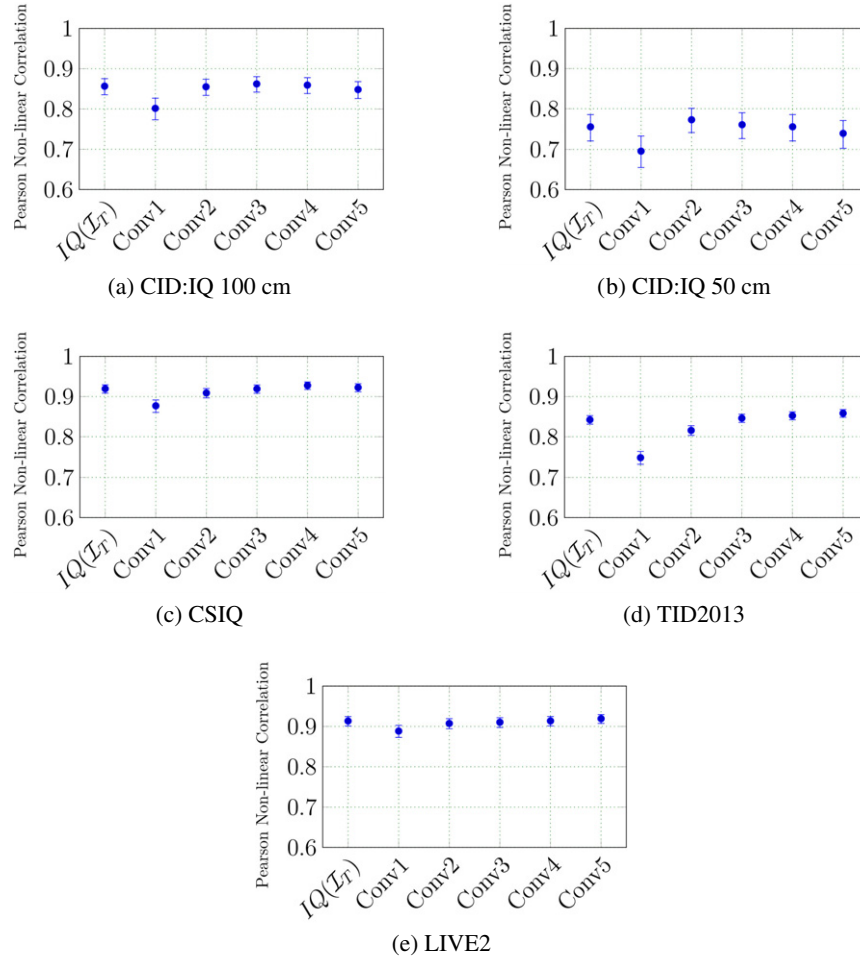 Pearson Non-linear Correlation
1
0.9
0.8
0.7
0.6
IQ(𝓘_T)
Conv1
Conv2
Conv3
Conv4
Conv5
(a) CID:IQ 100 cm
Pearson Non-linear Correlation
1
0.9
0.8
0.7
0.6
IQ(𝓘_T)
Conv1
Conv2
Conv3
Conv4
Conv5
(b) CID:IQ 50 cm
Pearson Non-linear Correlation
1
0.9
0.8
0.7
0.6
IQ(𝓘_T)
Conv1
Conv2
Conv3
Conv4
Conv5
(c) CSIQ
Pearson Non-linear Correlation
1
0.9
0.8
0.7
0.6
IQ(𝓘_T)
Conv1
Conv2
Conv3
Conv4
Conv5
(d) TID2013
Pearson Non-linear Correlation
1
0.9
0.8
0.7
0.6
IQ(𝓘_T)
Conv1
Conv2
Conv3
Conv4
Conv5
(e) LIVE2